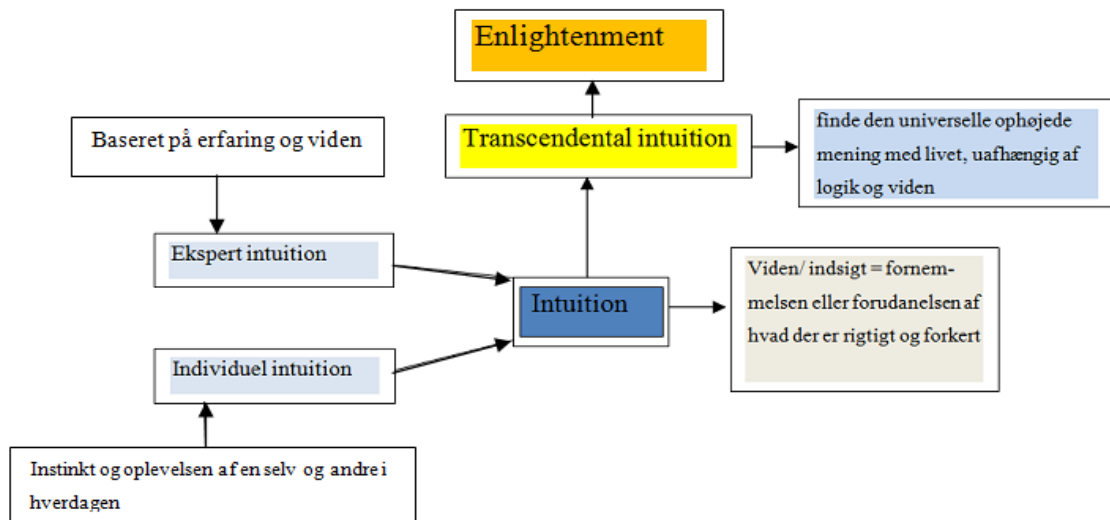 Enlightenment
Transcendental intuition
finde den universelle ophøjede
mening med livet, uafhængig af
logik og viden
Baseret på erfaring og viden
Ekspert intuition
Intuition
Viden/ indsigt = fornem-
melsen eller forudanelsen af
hvad der er rigtigt og forkert
Individuel intuition
Instinkt og oplevelsen af en selv og andre i
hverdagen